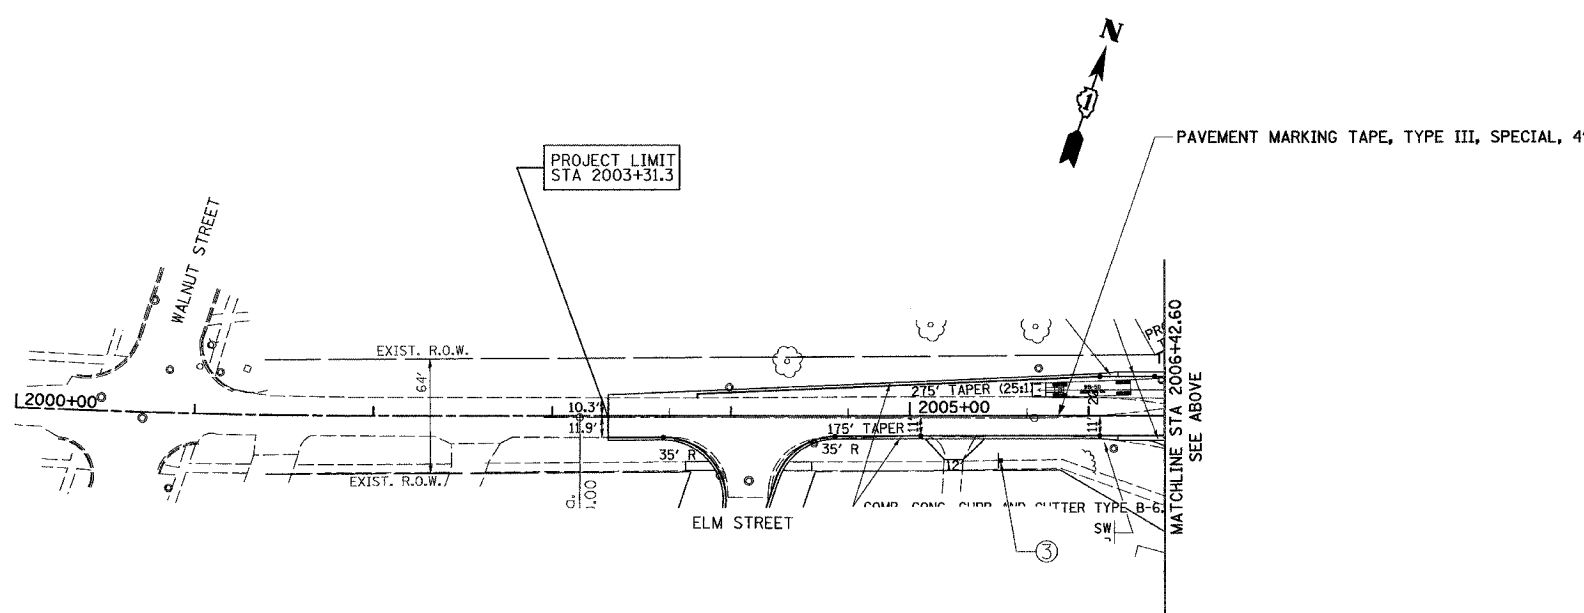 N
1
PAVEMENT MARKING TAPE, TYPE III, SPECIAL, 4"
PROJECT LIMIT
STA 2003+31.3
WALNUT STREET
EXIST. R.O.W.
64'
2000+00
10.3'
11.9'
275' TAPER (25:1)
2005+00
175' TAPER
11'
11'
35' R
35' R
12'
EXIST. R.O.W.
ELM STREET
COMB. CONC. CURB AND GUTTER TYPE B-6.
SW
3
MATCHLINE STA 2006+42.60
SEE ABOVE